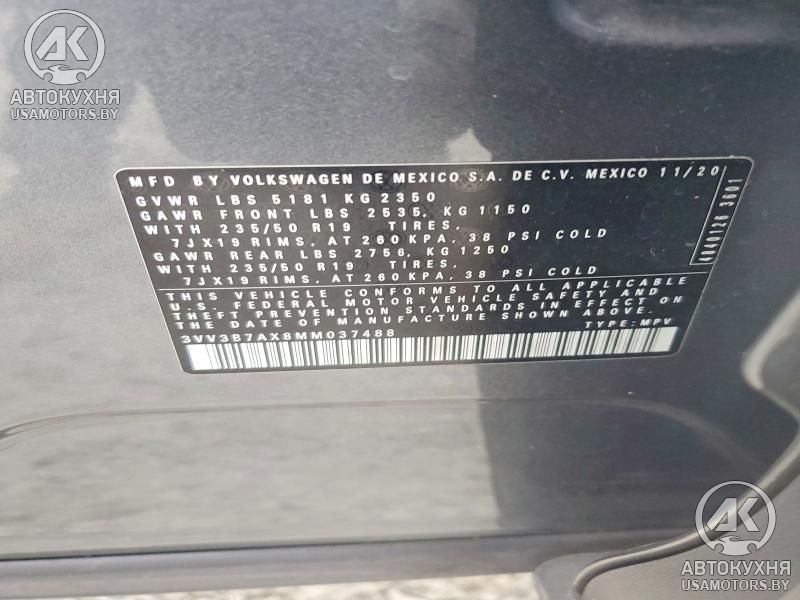 АК
АВТОКУХНЯ
USAMOTORS.BY
MFD BY VOLKSWAGEN DE MEXICO S.A. DE C.V. MEXICO 11/20
GVWR LBS 5181 KG 2350
GAWR FRONT LBS 2535, KG 1150
WITH 235/50 R19 TIRES,
7JX19 RIMS, AT 260 KPA, 38 PSI COLD
GAWR REAR LBS 2756, KG 1250
WITH 235/50 R19 TIRES,
7JX19 RIMS, AT 260 KPA, 38 PSI COLD
THIS VEHICLE CONFORMS TO ALL APPLICABLE
U.S. FEDERAL MOTOR VEHICLE SAFETY AND
THEFT PREVENTION STANDARDS IN EFFECT ON
THE DATE OF MANUFACTURE SHOWN ABOVE.
3VV3B7AX8MM037488 TYPE: MPV
АК
АВТОКУХНЯ
USAMOTORS.BY